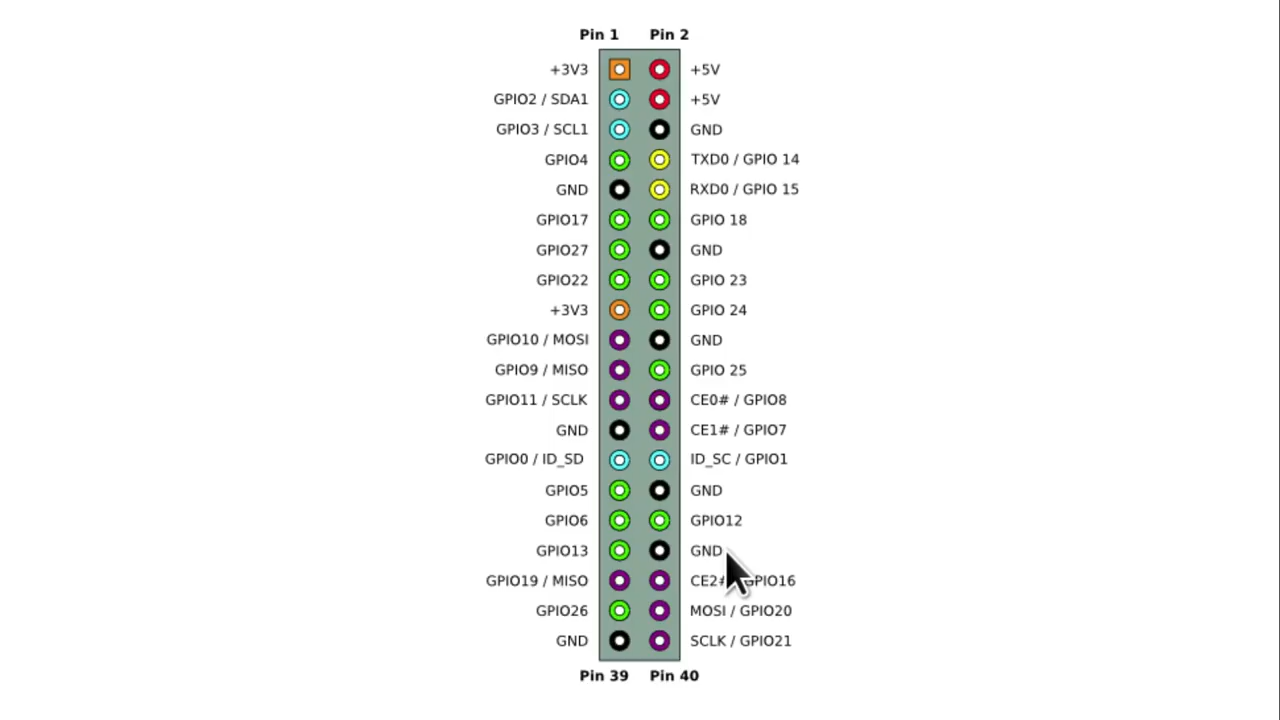 Pin 1 Pin 2
+3V3 +5V
GPIO2 / SDA1 +5V
GPIO3 / SCL1 GND
GPIO4 TXD0 / GPIO 14
GND RXD0 / GPIO 15
GPIO17 GPIO 18
GPIO27 GND
GPIO22 GPIO 23
+3V3 GPIO 24
GPIO10 / MOSI GND
GPIO9 / MISO GPIO 25
GPIO11 / SCLK CE0# / GPIO8
GND CE1# / GPIO7
GPIO0 / ID_SD ID_SC / GPIO1
GPIO5 GND
GPIO6 GPIO12
GPIO13 GND
GPIO19 / MISO CE2# GPIO16
GPIO26 MOSI / GPIO20
GND SCLK / GPIO21
Pin 39 Pin 40